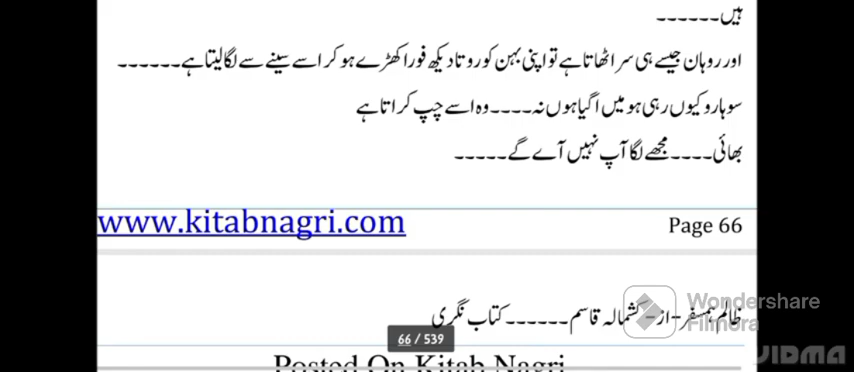 ہیں۔۔۔۔۔۔
اور روہان جیسے ہی سر اٹھاتا ہے تو اپنی بہن کو روتا دیکھ فورا کھڑے ہو کر اسے سینے سے لگا لیتا ہے۔۔۔۔۔۔
سوہا رو کیوں رہی ہو میں اگیا ہوں نہ۔۔۔۔وہ اسے چپ کراتا ہے
بھائی۔۔۔۔مجھے لگا آپ نہیں آے گے۔۔۔۔۔
www.kitabnagri.com Page 66
ظالم ہمسفر-از-کشمالہ قاسم۔۔۔۔۔۔کتاب نگری
Wondershare
Filmora
66 / 539
VIDMA
Posted On Kitab Nagri